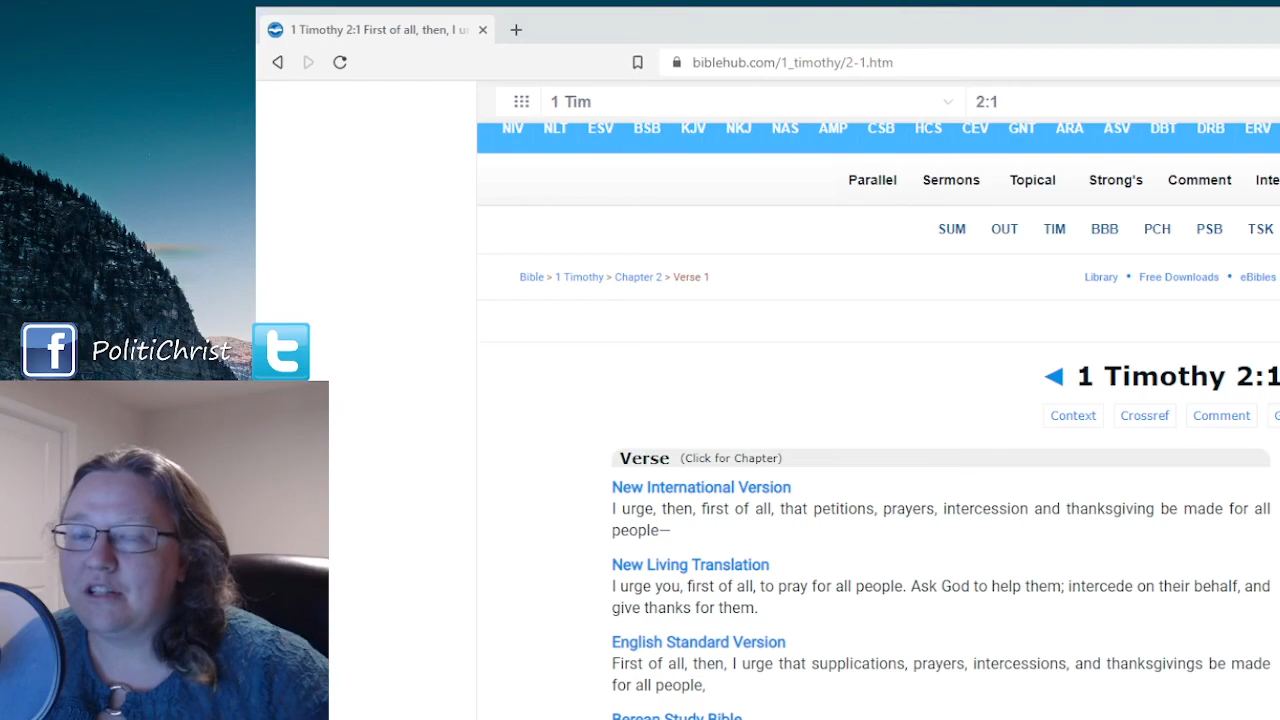 1 Timothy 2:1 First of all, then, I u
biblehub.com/1_timothy/2-1.htm
1 Tim 2:1
NIV NLT ESV BSB KJV NKJ NAS AMP CSB HCS CEV GNT ARA ASV DBT DRB ERV
Parallel Sermons Topical Strong's Comment Inte
SUM OUT TIM BBB PCH PSB TSK
Bible > 1 Timothy > Chapter 2 > Verse 1
Library • Free Downloads • eBibles
f PolitiChrist t
1 Timothy 2:1
Context Crossref Comment G
Verse (Click for Chapter)
New International Version
I urge, then, first of all, that petitions, prayers, intercession and thanksgiving be made for all
people—
New Living Translation
I urge you, first of all, to pray for all people. Ask God to help them; intercede on their behalf, and
give thanks for them.
English Standard Version
First of all, then, I urge that supplications, prayers, intercessions, and thanksgivings be made
for all people,
Berean Study Bible